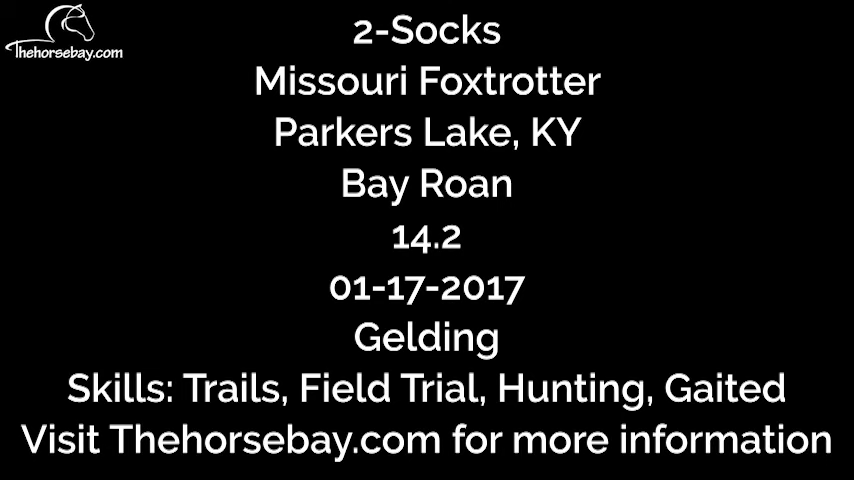 Thehorsebay.com
2-Socks
Missouri Foxtrotter
Parkers Lake, KY
Bay Roan
14.2
01-17-2017
Gelding
Skills: Trails, Field Trial, Hunting, Gaited
Visit Thehorsebay.com for more information